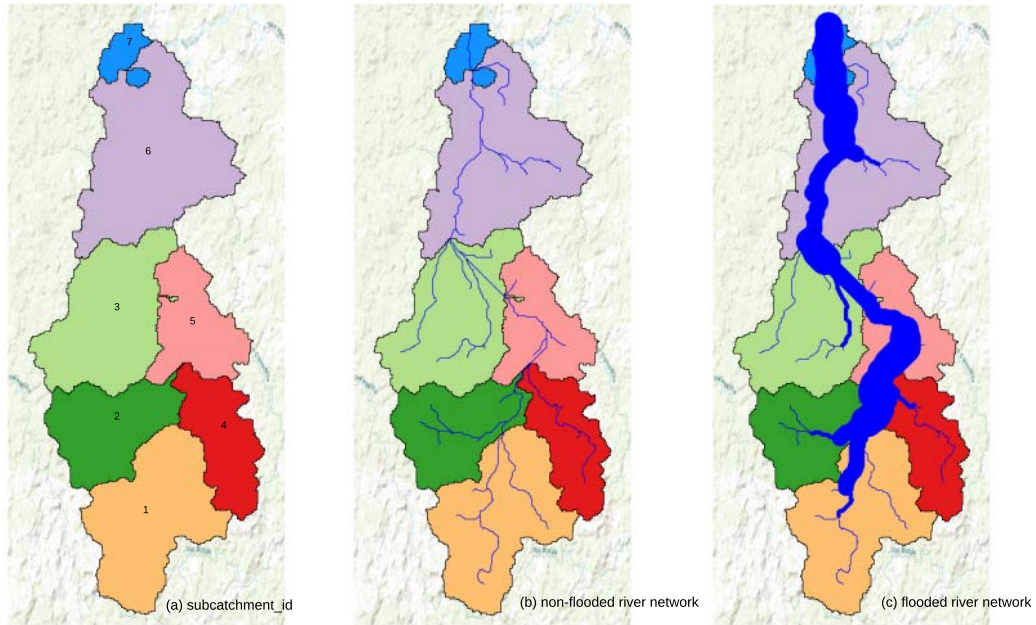 7
6
3
5
2
4
1
(a) subcatchment_id
(b) non-flooded river network
(c) flooded river network